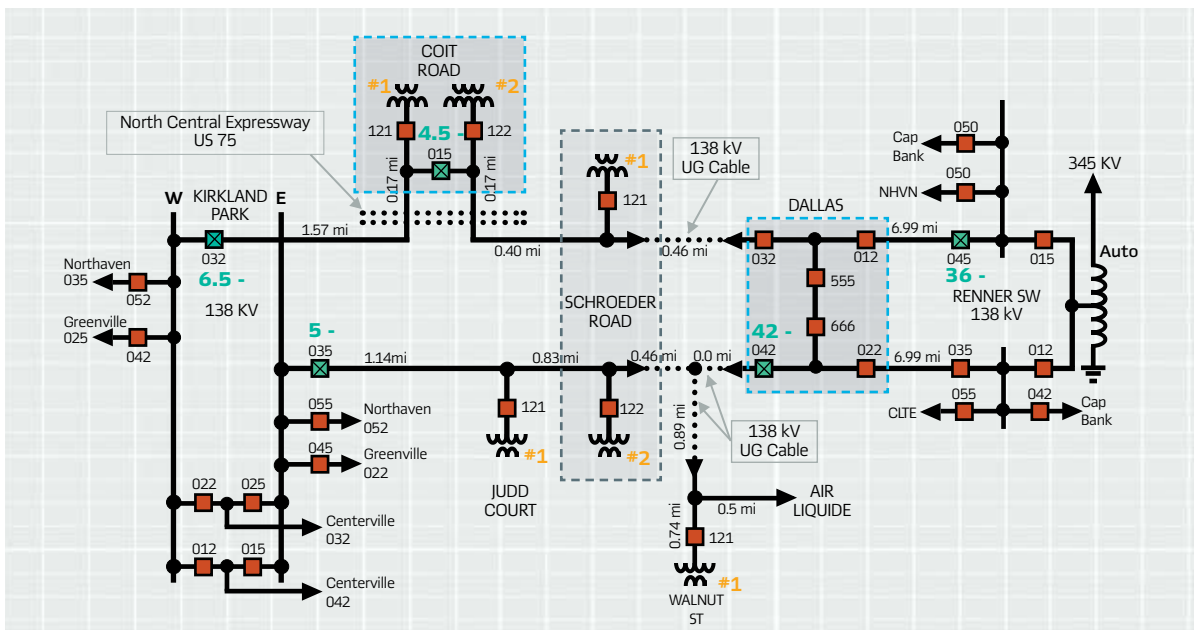 COIT
ROAD
#1
#2
121
4.5 -
122
015
0.17 mi
0.17 mi
North Central Expressway
US 75
138 kV
UG Cable
#1
121
Cap
Bank
050
NHVN
050
345 KV
W
KIRKLAND
PARK
E
1.57 mi
032
6.5 -
138 KV
0.40 mi
0.46 mi
DALLAS
032
012
6.99 mi
045
36 -
015
Auto
RENNER SW
138 kV
555
666
Northaven
035
052
Greenville
025
042
SCHROEDER
ROAD
5 -
035
1.14mi
0.83 mi
0.46 mi
0.0 mi
42 -
042
022
6.99 mi
035
012
055
Northaven
052
045
Greenville
022
121
#1
JUDD
COURT
122
#2
0.89 mi
138 kV
UG Cable
CLTE
055
042
Cap
Bank
022
025
Centerville
032
012
015
Centerville
042
0.5 mi
AIR
LIQUIDE
0.74 mi
121
#1
WALNUT
ST